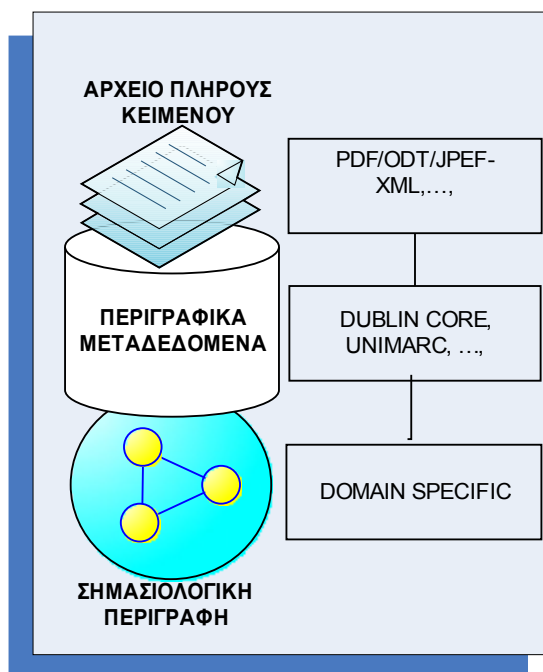 ΑΡΧΕΙΟ ΠΛΗΡΟΥΣ
ΚΕΙΜΕΝΟΥ
PDF/ODT/JPEF-
XML,…,
ΠΕΡΙΓΡΑΦΙΚΑ
ΜΕΤΑΔΕΔΟΜΕΝΑ
DUBLIN CORE,
UNIMARC, …,
DOMAIN SPECIFIC
ΣΗΜΑΣΙΟΛΟΓΙΚΗ
ΠΕΡΙΓΡΑΦΗ